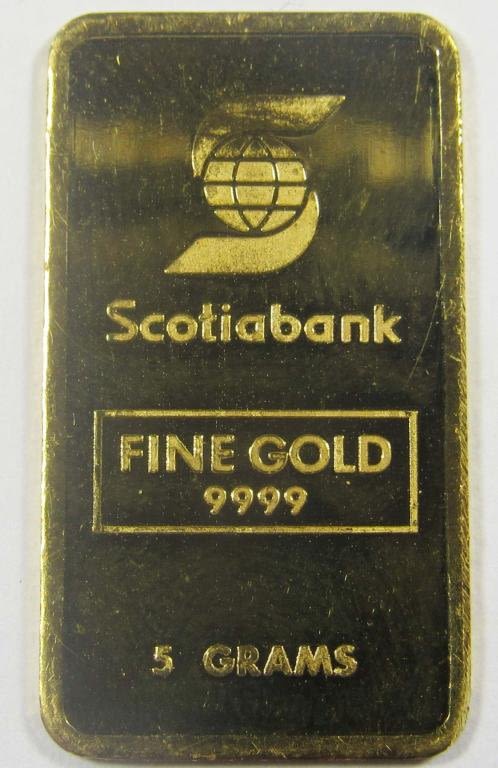 Scotiabank
FINE GOLD
9999
5 GRAMS